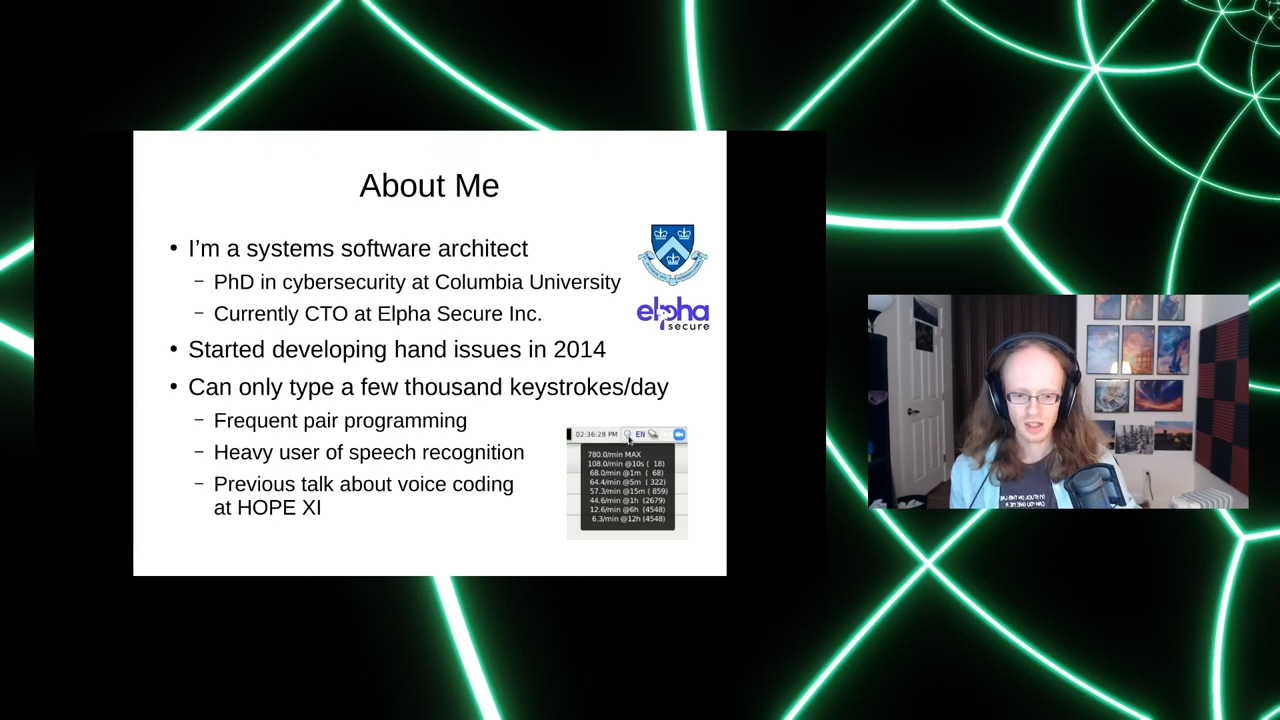 About Me
• I'm a systems software architect
– PhD in cybersecurity at Columbia University
– Currently CTO at Elpha Secure Inc.
elpha
secure
• Started developing hand issues in 2014
• Can only type a few thousand keystrokes/day
– Frequent pair programming
– Heavy user of speech recognition
– Previous talk about voice coding
at HOPE XI
02:36:28 PM EN
780.0/min MAX
108.0/min @10s ( 18)
68.0/min @1m ( 68)
64.4/min @5m ( 322)
57.3/min @15m ( 859)
44.6/min @1h (2679)
12.6/min @6h (4548)
6.3/min @12h (4548)